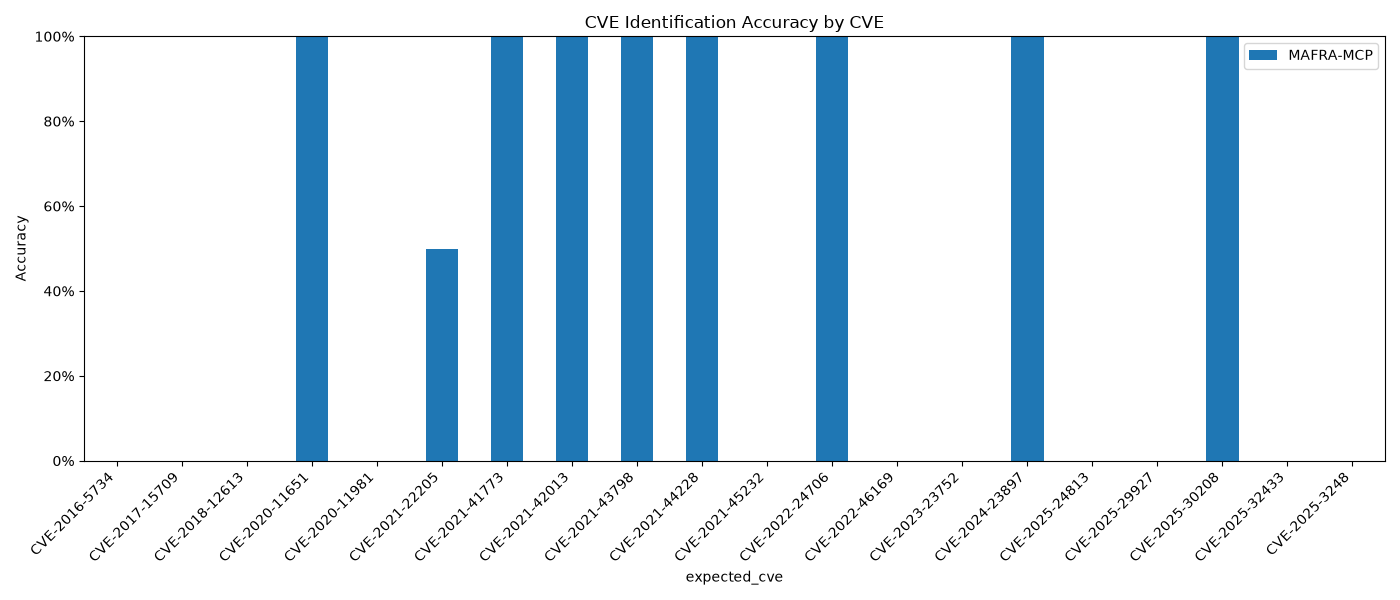 CVE Identification Accuracy by CVE
100%
80%
60%
40%
20%
0%
Accuracy
MAFRA-MCP
CVE-2016-5734
CVE-2017-15709
CVE-2018-12613
CVE-2020-11651
CVE-2020-11981
CVE-2021-22205
CVE-2021-41773
CVE-2021-42013
CVE-2021-43798
CVE-2021-44228
CVE-2021-45232
CVE-2022-24706
CVE-2022-46169
CVE-2023-23752
CVE-2024-23897
CVE-2025-24813
CVE-2025-29927
CVE-2025-30208
CVE-2025-32433
CVE-2025-3248
expected_cve